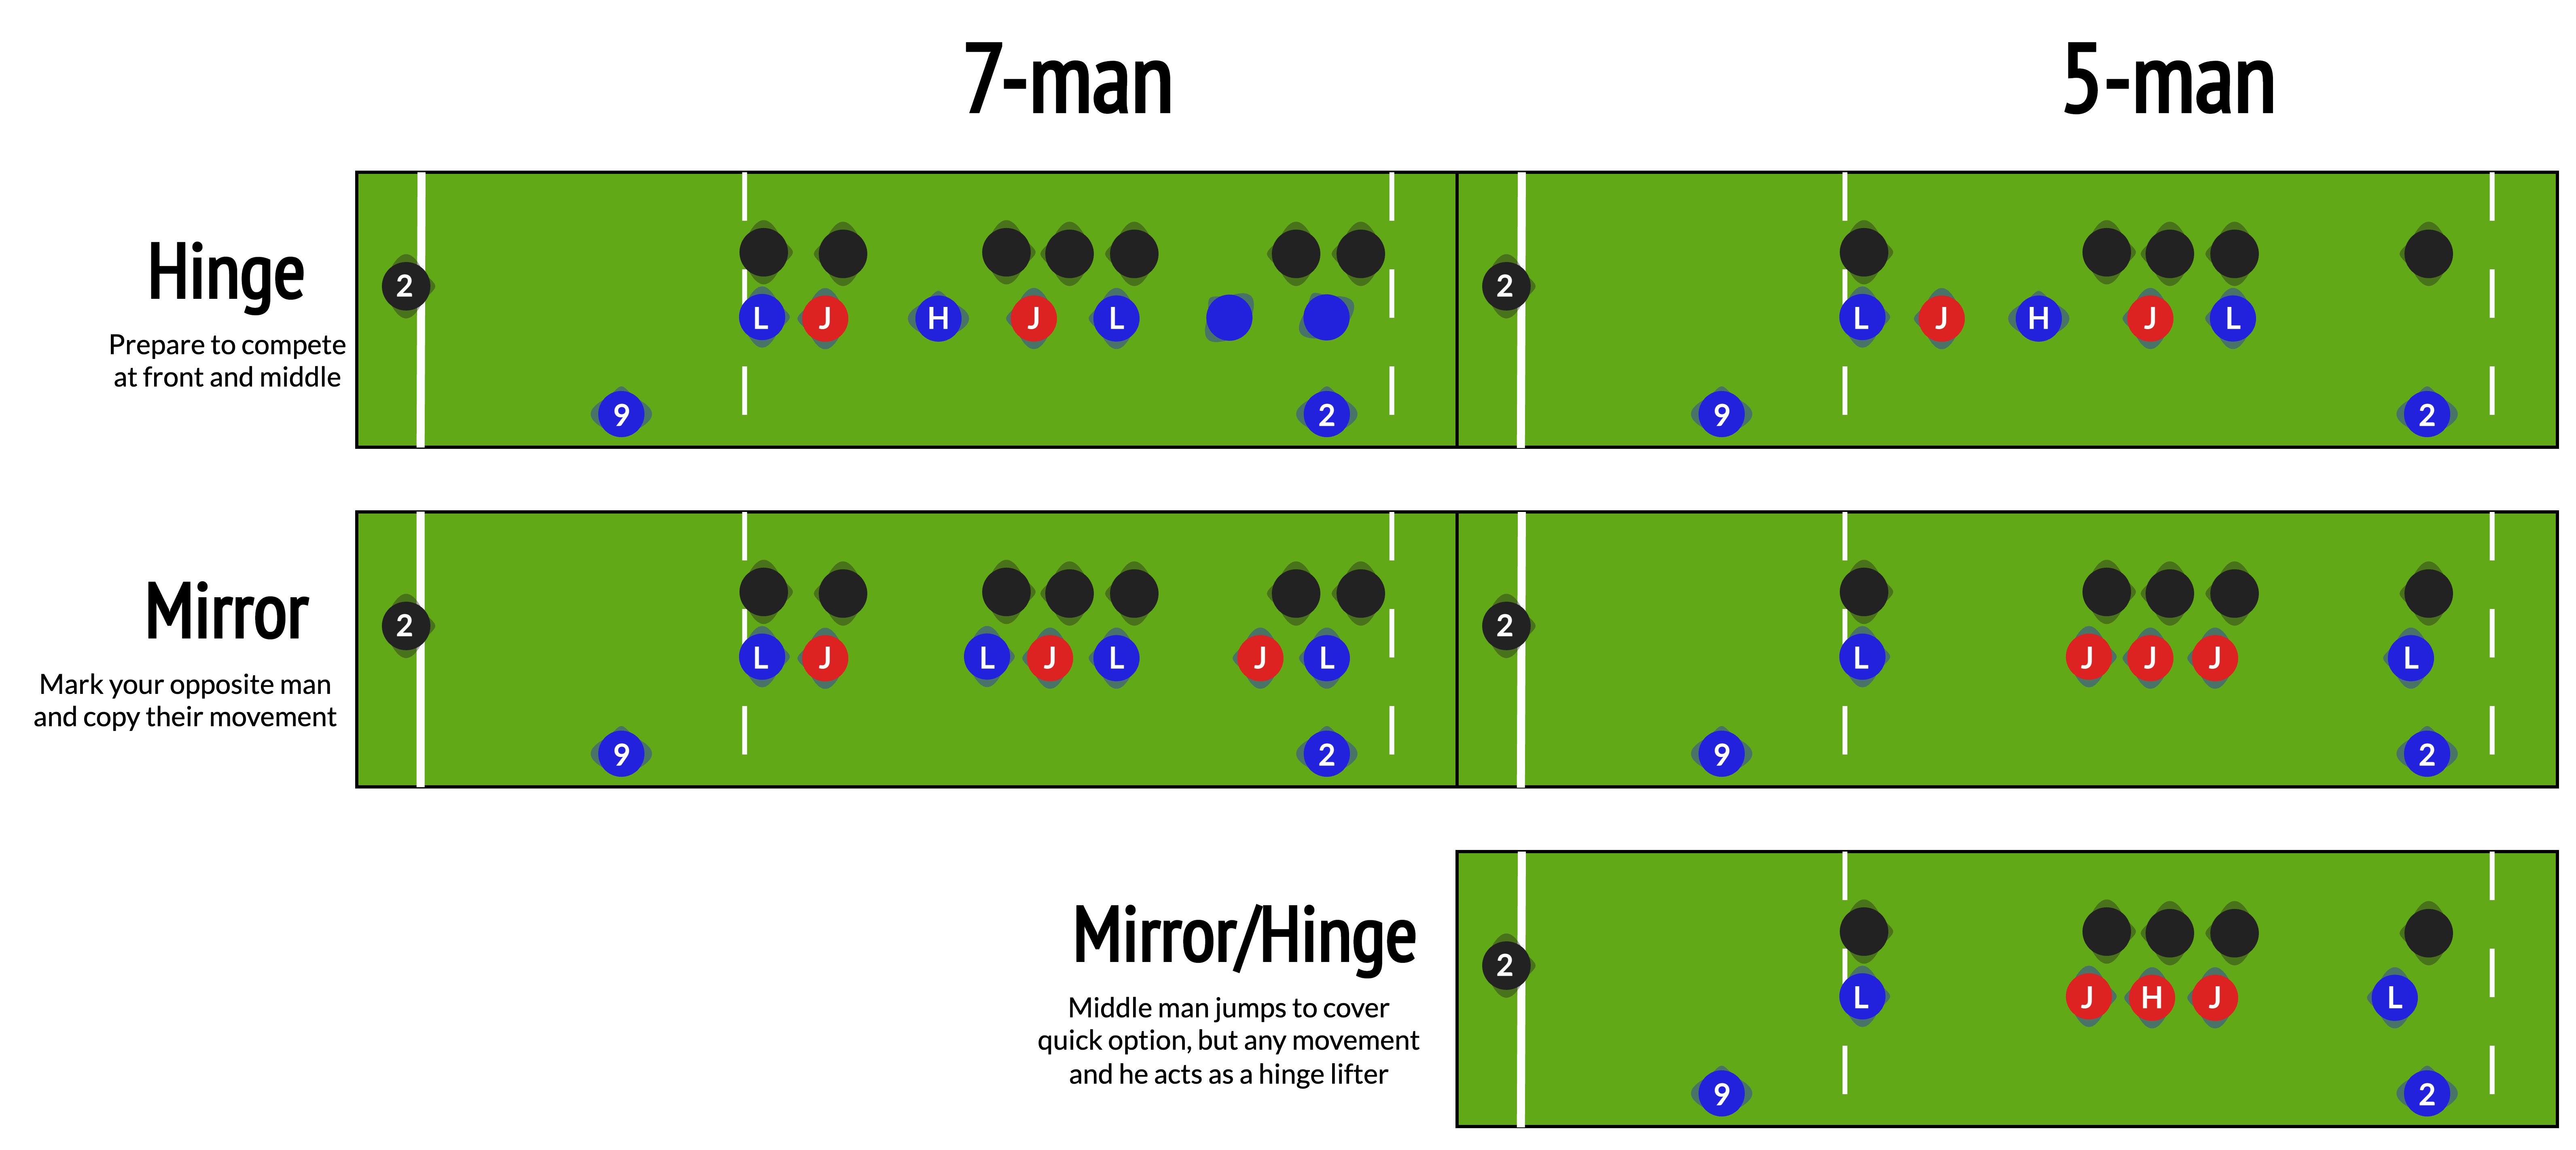 7-man 5-man
Hinge
Prepare to compete
at front and middle
2
L J H J L
9 2
2
L J H J L
9 2
Mirror
Mark your opposite man
and copy their movement
2
L J L J L J L
9 2
2
L J J J L
9 2
Mirror/Hinge
Middle man jumps to cover
quick option, but any movement
and he acts as a hinge lifter
2
L J H J L
9 2